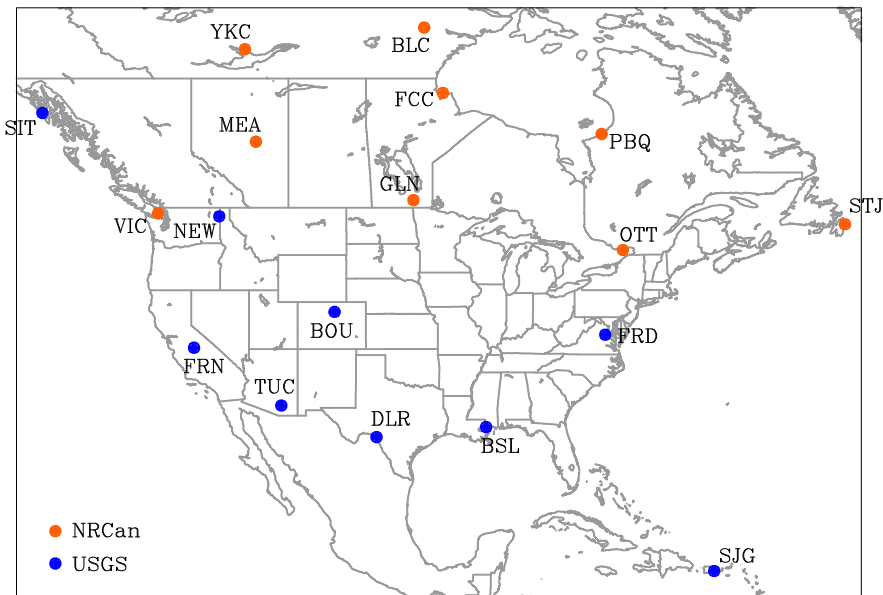 YKC
BLC
FCC
SIT
MEA
PBQ
GLN
STJ
VIC
NEW
OTT
BOU
FRD
FRN
TUC
DLR
BSL
NRCan
SJG
USGS